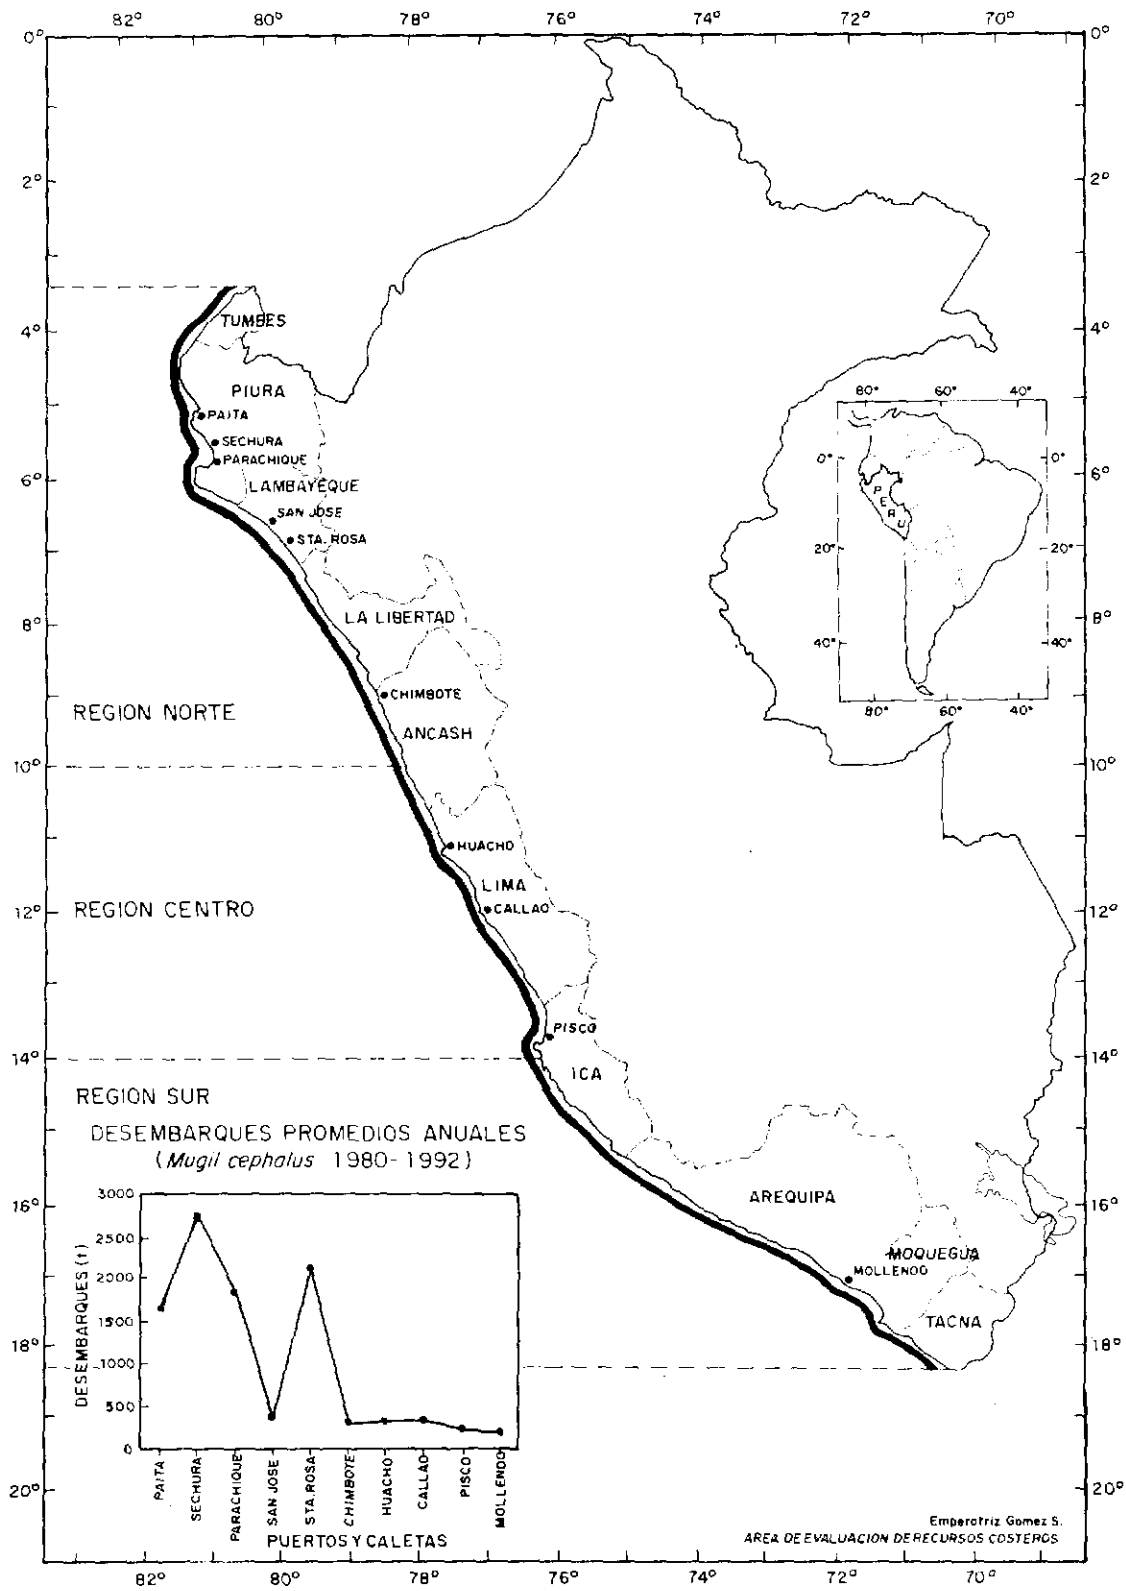 82° 80° 78° 76° 74° 72° 70°
0° 0°
2° 2°
TUMBES
4° 4°
PIURA
80° 60° 40°
PAITA
SECHURA
PARACHIQUE
0° 0°
6° 6°
LAMBAYEQUE
PERU
SAN JOSE
STA. ROSA
20° 20°
LA LIBERTAD
8° 8°
40° 40°
CHIMBOTE
80° 60° 40°
REGION NORTE
ANCASH
10° 10°
HUACHO
LIMA
REGION CENTRO
CALLAO
12° 12°
PISCO
14° 14°
ICA
REGION SUR
DESEMBARQUES PROMEDIOS ANUALES
(Mugil cephalus 1980-1992)
AREQUIPA
16° 16°
MOQUEGUA
MOLLENDO
TACNA
18° 18°
DESEMBARQUES (t)
3000
2500
2000
1500
1000
500
0
PAITA
SECHURA
PARACHIQUE
SAN JOSE
STA. ROSA
CHIMBOTE
HUACHO
CALLAO
PISCO
MOLLENDO
PUERTOS Y CALETAS
20° 20°
Emperatriz Gomez S.
AREA DE EVALUACION DE RECURSOS COSTEROS
82° 80° 78° 76° 74° 72° 70°